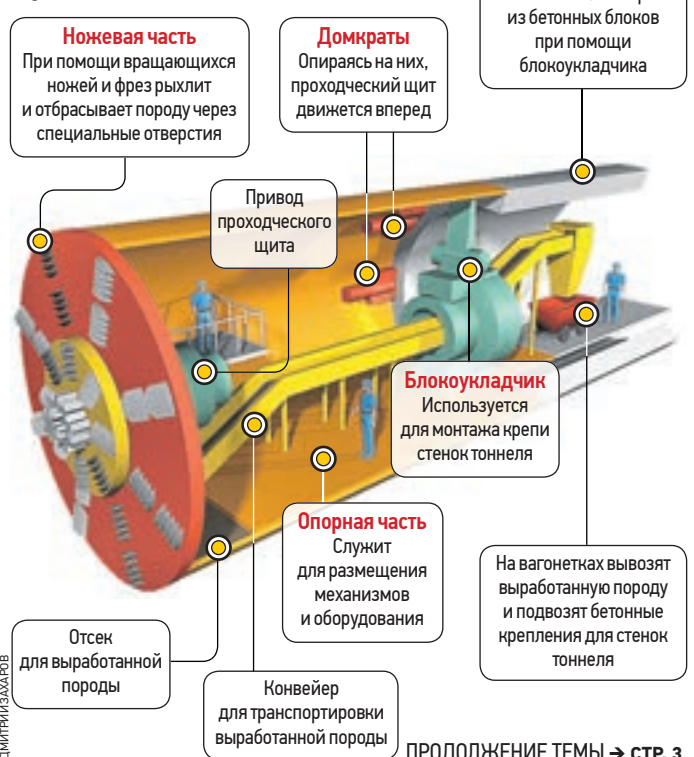 из бетонных блоков
при помощи
блокоукладчика
Ножевая часть
При помощи вращающихся
ножей и фрез рыхлит
и отбрасывает породу через
специальные отверстия
Домкраты
Опираясь на них,
проходческий щит
движется вперед
Привод
проходческого
щита
Блокоукладчик
Используется
для монтажа крепи
стенок тоннеля
Опорная часть
Служит
для размещения
механизмов
и оборудования
На вагонетках вывозят
выработанную породу
и подвозят бетонные
крепления для стенок
тоннеля
Отсек
для выработанной
породы
Конвейер
для транспортировки
выработанной породы
ДМИТРИЙ ЗАХАРОВ
ПРОДОЛЖЕНИЕ ТЕМЫ → СТР. 3